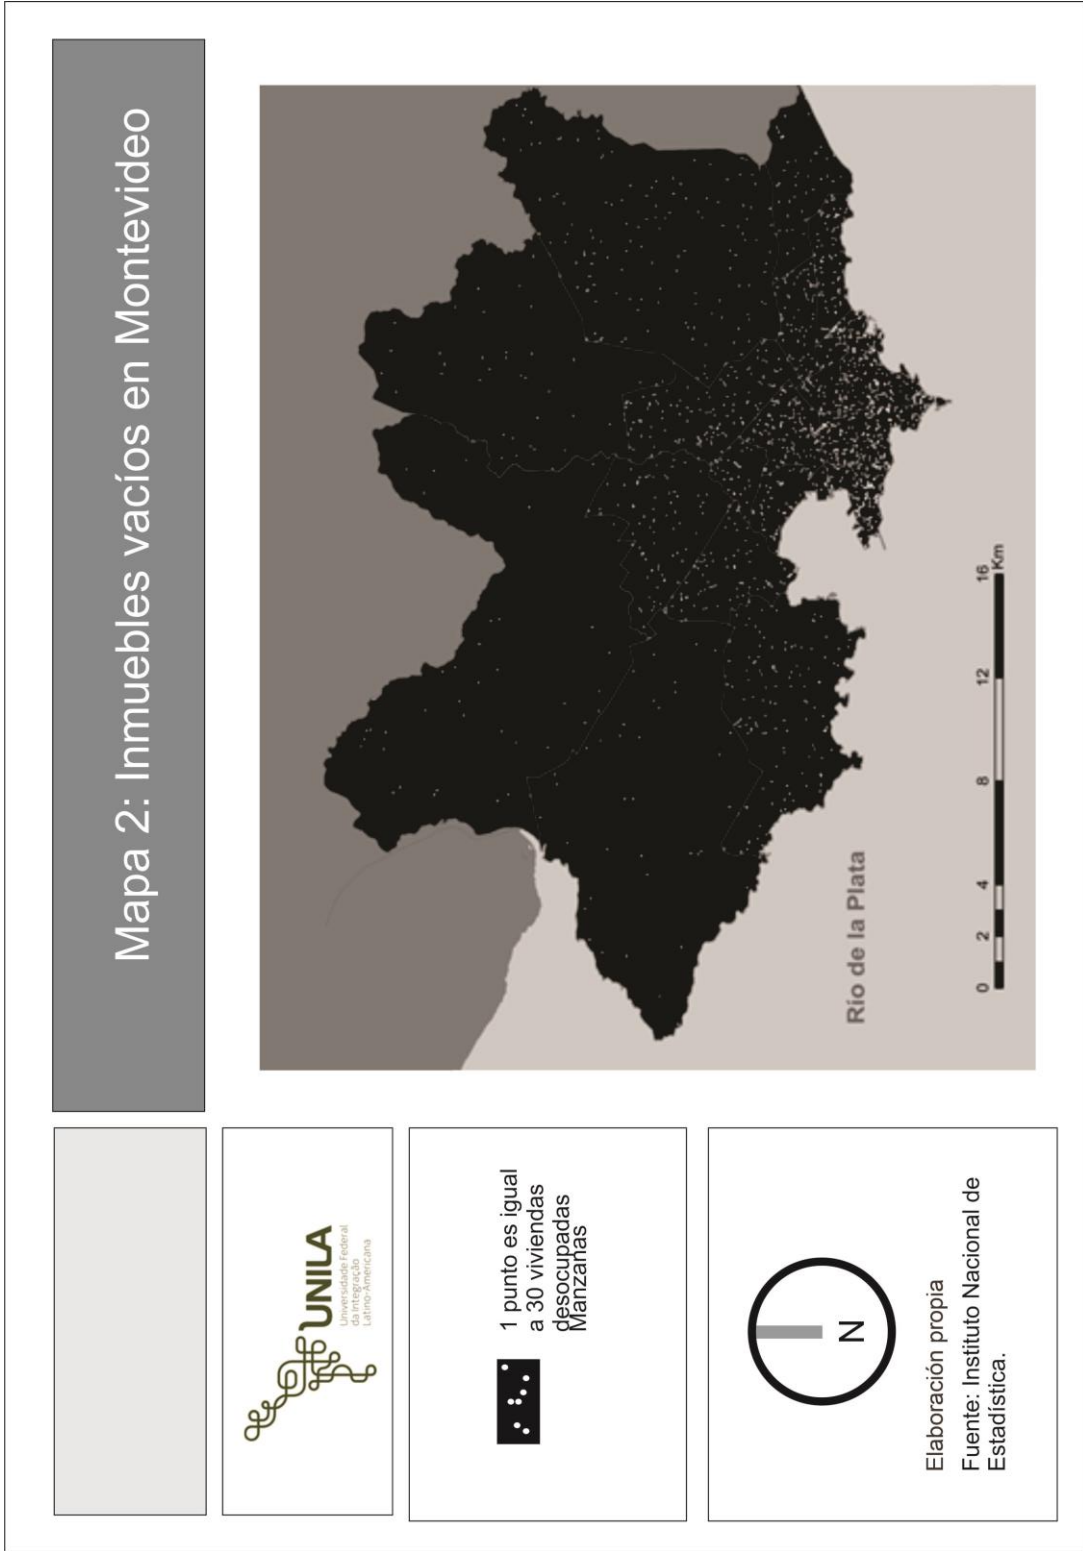 Mapa 2: Inmuebles vacíos en Montevideo
UNILA
Universidade Federal
da Integração
Latino-Americana
1 punto es igual
a 30 viviendas
desocupadas
Manzanas
N
Elaboración propia
Fuente: Instituto Nacional de
Estadística.
Río de la Plata
0 2 4 8 12 16 Km